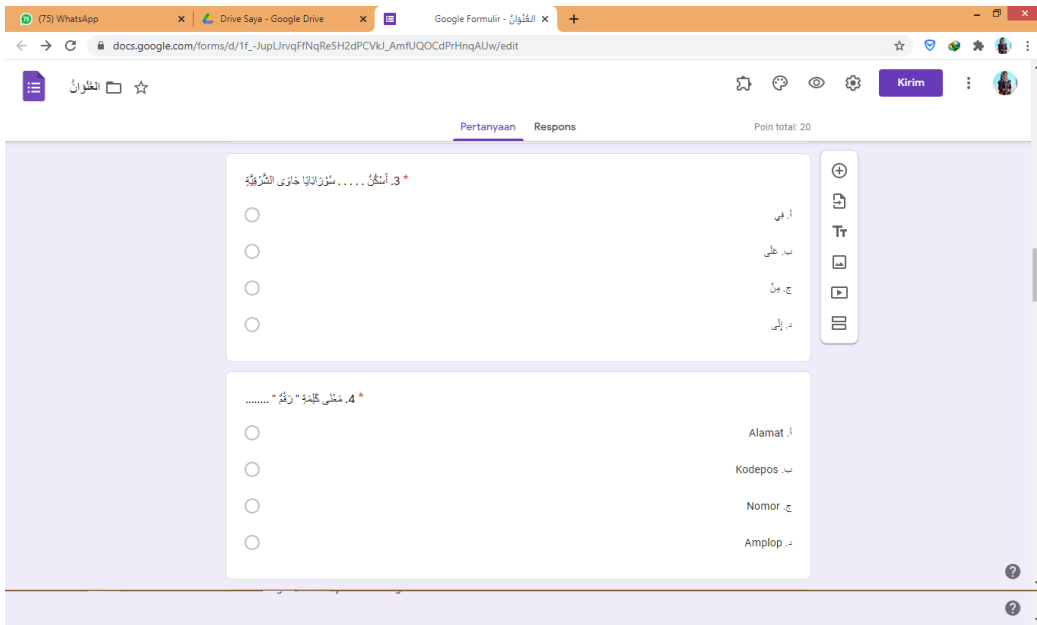 (75) WhatsApp
Drive Saya - Google Drive
العُنْوَانُ - Google Formulir
docs.google.com/forms/d/1f_-JupLJrvqFfNqRe5H2dPCVkJ_AmfUQOCdPrHnqAUw/edit
العُنْوَانُ
Kirim
Pertanyaan
Respons
Poin total: 20
3. أَسْكُنُ . . . . . سُوْرَابَايَا جَاوَى الشَّرْقِيَّةِ *
أ. فِي
ب. عَلَى
ج. مِنْ
د. إِلَى
4. مَعْنَى كَلِمَةِ " رَقْمٌ " ........ *
أ. Alamat
ب. Kodepos
ج. Nomor
د. Amplop